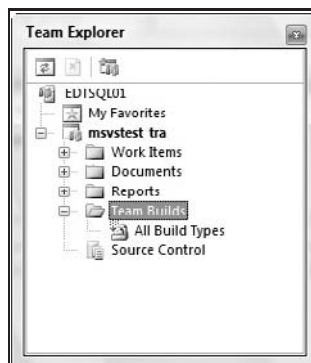 Team Explorer
EDTSQL01
My Favorites
msvstest tra
Work Items
Documents
Reports
Team Builds
All Build Types
Source Control